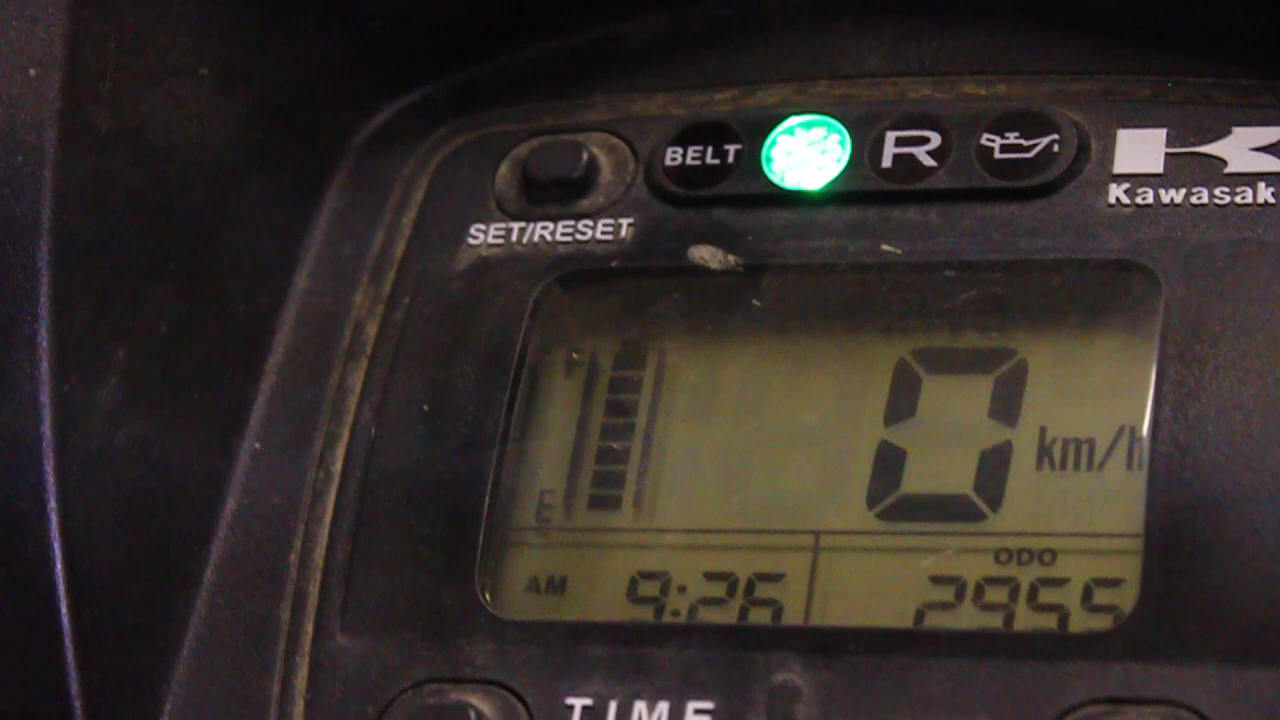 BELT R
Kawasak
SET/RESET
F
0 km/h
E
ODO
AM 9:26 2955
TIME